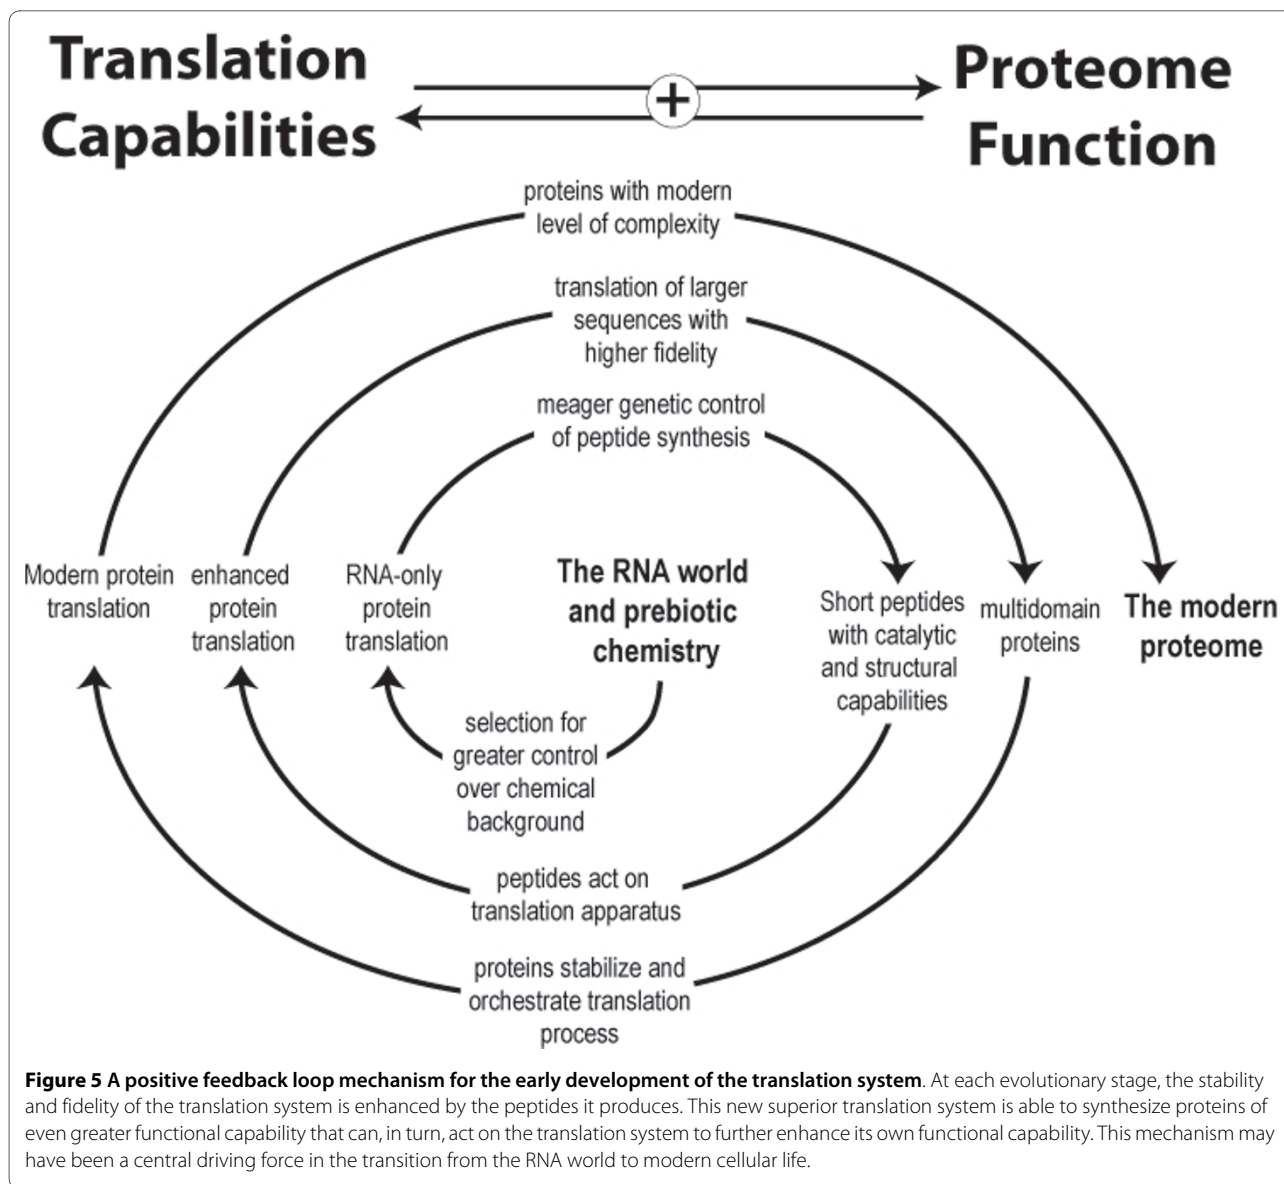 Translation
Capabilities
+
Proteome
Function
proteins with modern
level of complexity
translation of larger
sequences with
higher fidelity
meager genetic control
of peptide synthesis
Modern protein
translation
enhanced
protein
translation
RNA-only
protein
translation
The RNA world
and prebiotic
chemistry
Short peptides
with catalytic
and structural
capabilities
multidomain
proteins
The modern
proteome
selection for
greater control
over chemical
background
peptides act on
translation apparatus
proteins stabilize and
orchestrate translation
process
Figure 5 A positive feedback loop mechanism for the early development of the translation system. At each evolutionary stage, the stability
and fidelity of the translation system is enhanced by the peptides it produces. This new superior translation system is able to synthesize proteins of
even greater functional capability that can, in turn, act on the translation system to further enhance its own functional capability. This mechanism may
have been a central driving force in the transition from the RNA world to modern cellular life.